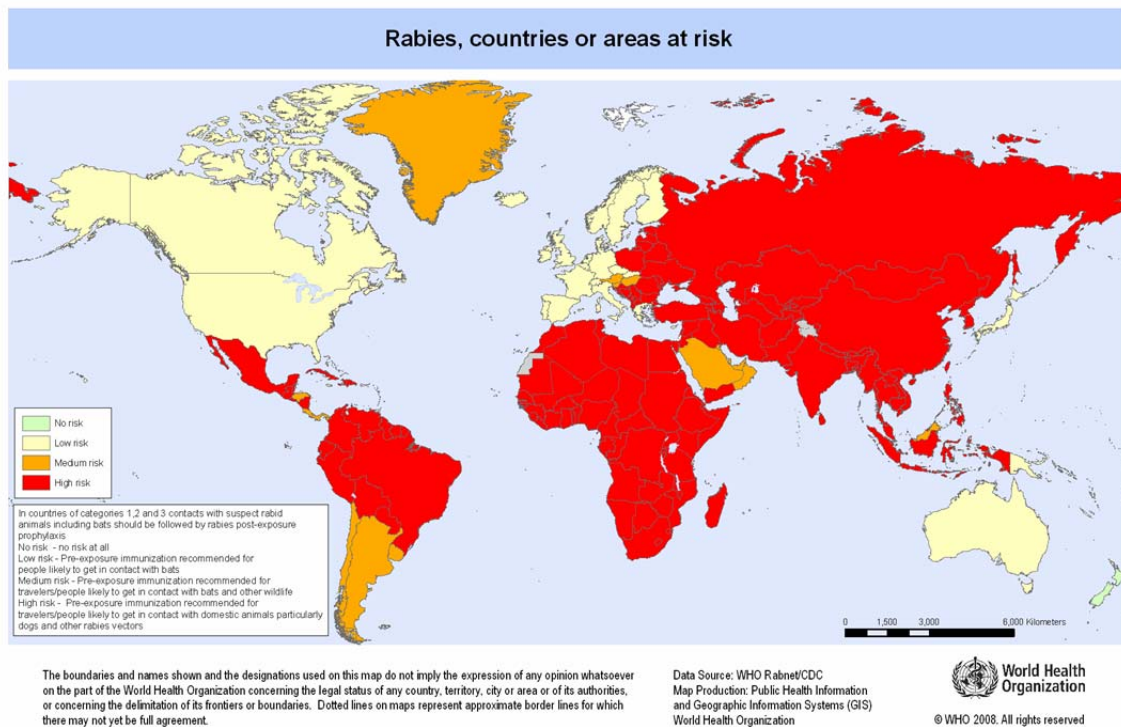 Rabies, countries or areas at risk
No risk
Low risk
Medium risk
High risk
In countries of categories 1,2 and 3 contacts with suspect rabid
animals including bats should be followed by rabies post-exposure
prophylaxis
No risk - no risk at all
Low risk - Pre-exposure immunization recommended for
people likely to get in contact with bats
Medium risk - Pre-exposure immunization recommended for
travelers/people likely to get in contact with bats and other wildlife
High risk - Pre-exposure immunization recommended for
travelers/people likely to get in contact with domestic animals particularly
dogs and other rabies vectors
0 1,500 3,000 6,000 Kilometers
The boundaries and names shown and the designations used on this map do not imply the expression of any opinion whatsoever
on the part of the World Health Organization concerning the legal status of any country, territory, city or area or of its authorities,
or concerning the delimitation of its frontiers or boundaries. Dotted lines on maps represent approximate border lines for which
there may not yet be full agreement.
Data Source: WHO Rabnet/CDC
Map Production: Public Health Information
and Geographic Information Systems (GIS)
World Health Organization
World Health
Organization
© WHO 2008. All rights reserved